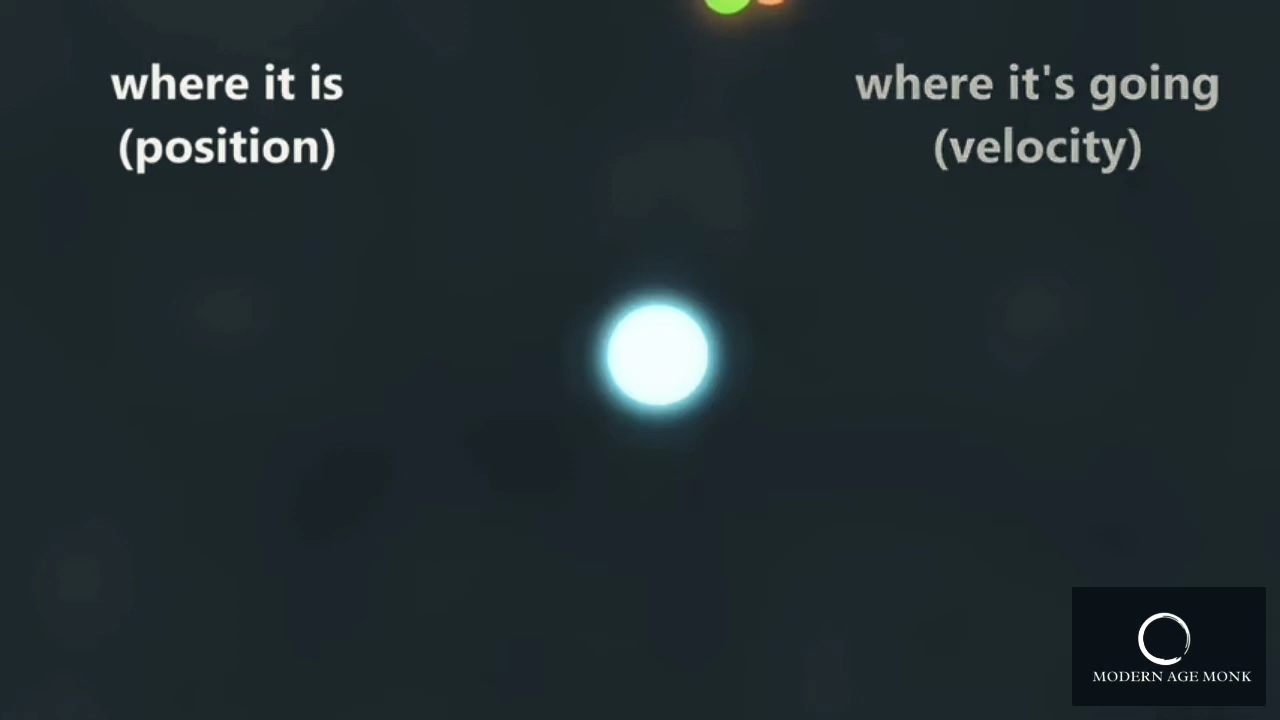 where it is
(position)
where it's going
(velocity)
MODERN AGE MONK